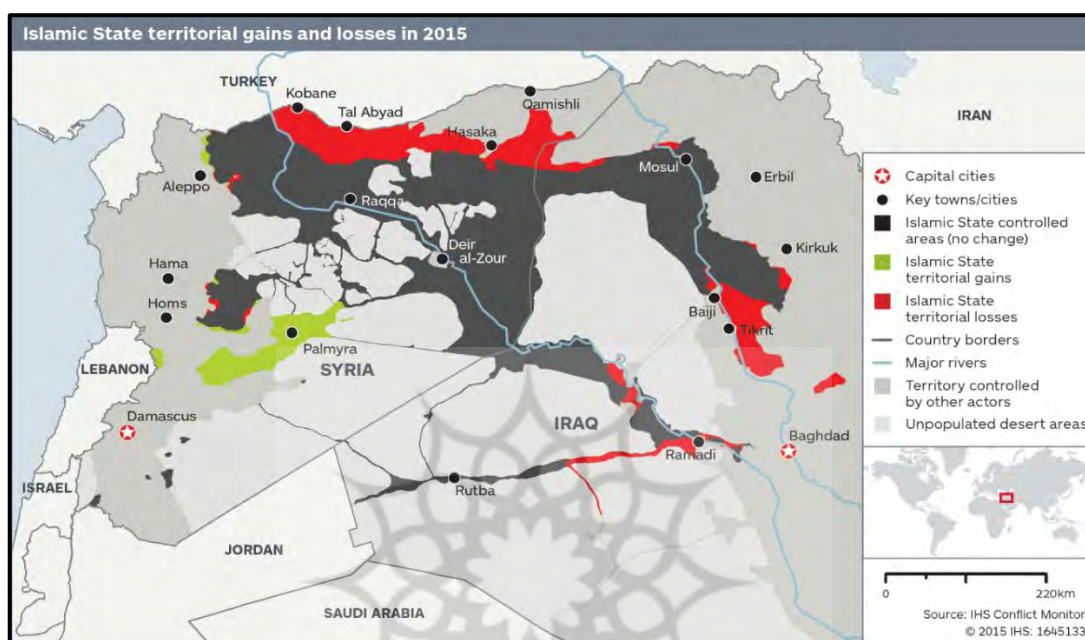 Islamic State territorial gains and losses in 2015
TURKEY
Kobane
Tal Abyad
Qamishli
Hasaka
IRAN
Aleppo
Mosul
Erbil
Raqqa
Kirkuk
Deir
al-Zour
Hama
Homs
Baiji
Tikrit
Palmyra
LEBANON
SYRIA
Damascus
IRAQ
Ramadi
Baghdad
ISRAEL
Rutba
JORDAN
SAUDI ARABIA
Capital cities
Key towns/cities
Islamic State
controlled
areas (no change)
Islamic State
territorial gains
Islamic State
territorial losses
Country borders
Major rivers
Territory controlled
by other actors
Unpopulated desert areas
0
220km
Source: IHS Conflict Monitor
© 2015 IHS: 1645133